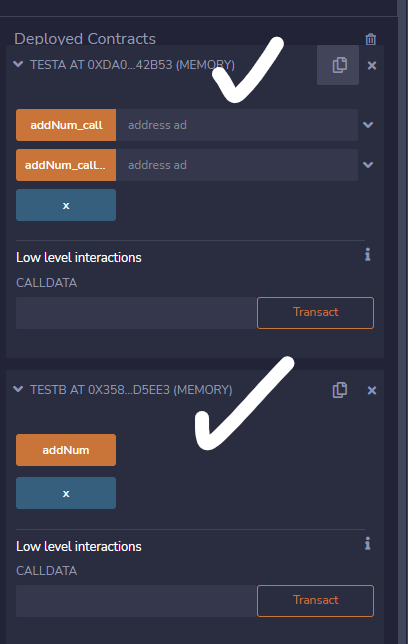 Deployed Contracts
TESTA AT 0XDA0...42B53 (MEMORY)
addNum_call address ad
addNum_call... address ad
x
Low level interactions
CALLDATA
Transact
TESTB AT 0X358...D5EE3 (MEMORY)
addNum
x
Low level interactions
CALLDATA
Transact